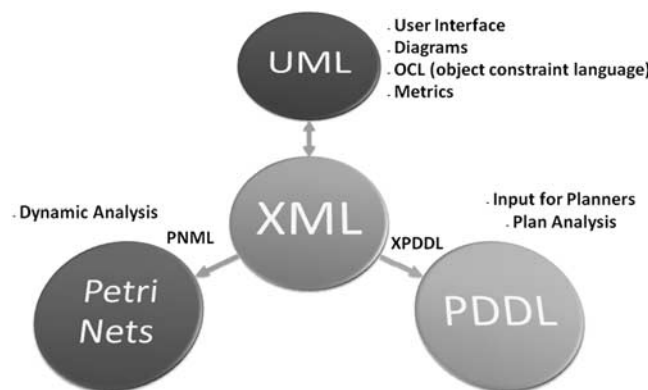 UML
- User Interface
- Diagrams
- OCL (object constraint language)
- Metrics
XML
- Dynamic Analysis
PNML
Petri
Nets
- Input for Planners
- Plan Analysis
XPDDL
PDDL